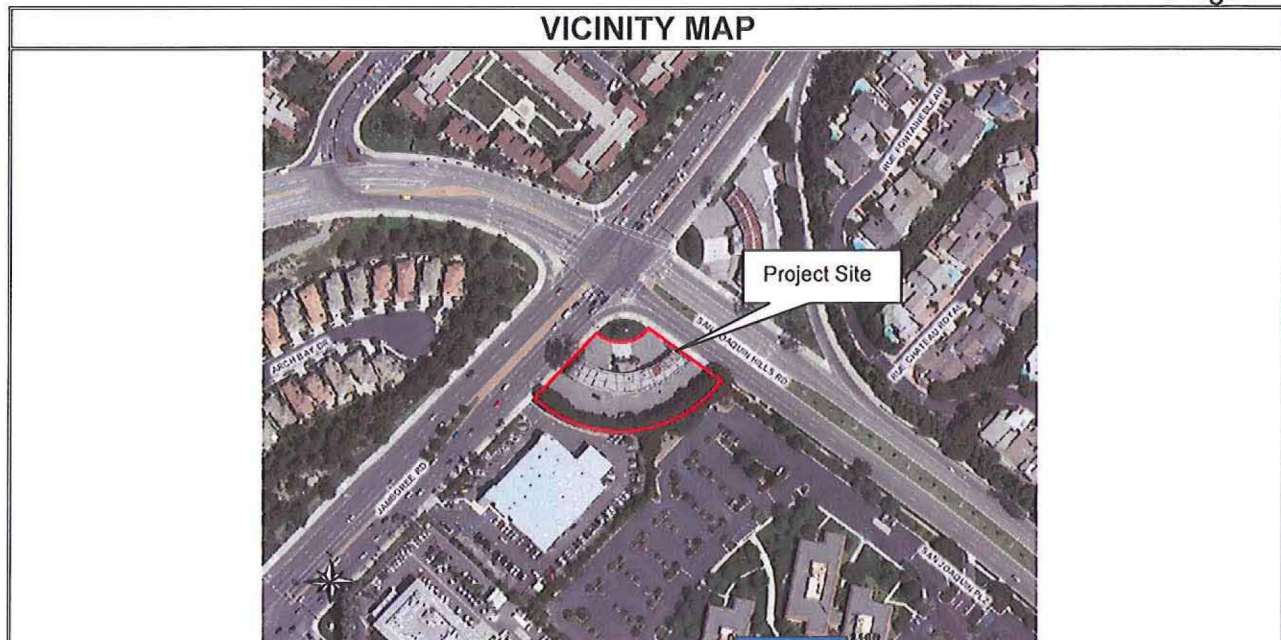 VICINITY MAP
RUE FONTAINEBLEAU
Project Site
SAN JOAQUIN HILLS RD
RUE CHATEAU ROYAL
ARCH BAY DR
JAMBOREE RD
SAN JOAQUIN PLZ